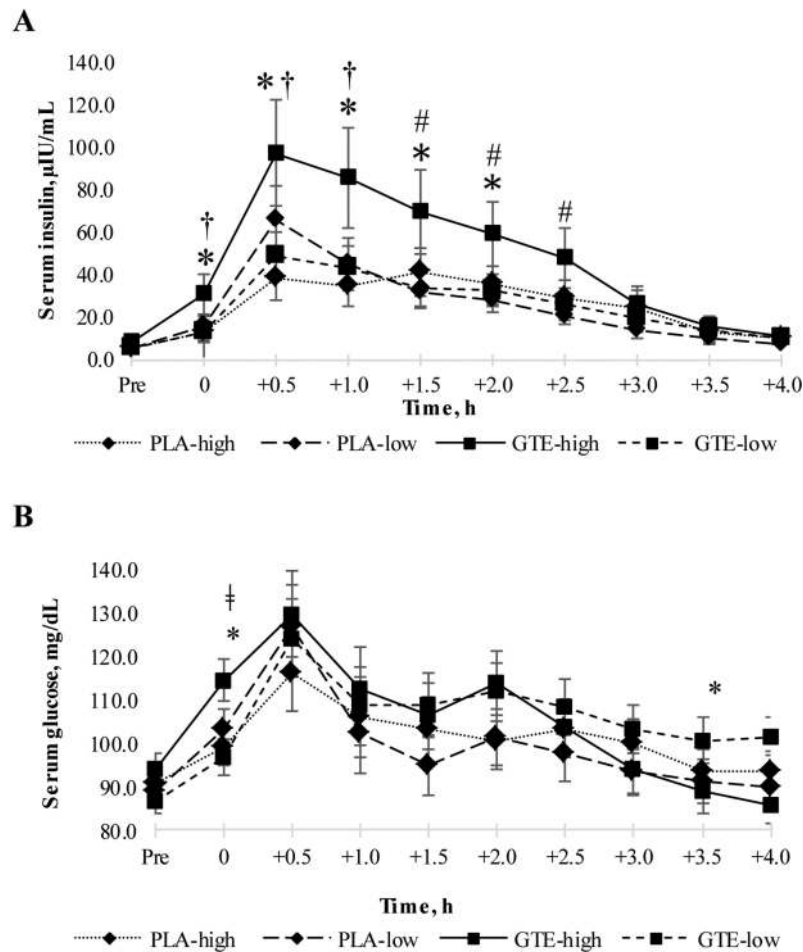 A
Serum insulin, µIU/mL
140.0
120.0
100.0
80.0
60.0
40.0
20.0
0.0
†
*
* †
†
*
#
*
#
*
#
Pre 0 +0.5 +1.0 +1.5 +2.0 +2.5 +3.0 +3.5 +4.0
Time, h
PLA-high PLA-low GTE-high GTE-low
B
Serum glucose, mg/dL
140.0
130.0
120.0
110.0
100.0
90.0
80.0
ǂ
*
*
Pre 0 +0.5 +1.0 +1.5 +2.0 +2.5 +3.0 +3.5 +4.0
Time, h
PLA-high PLA-low GTE-high GTE-low